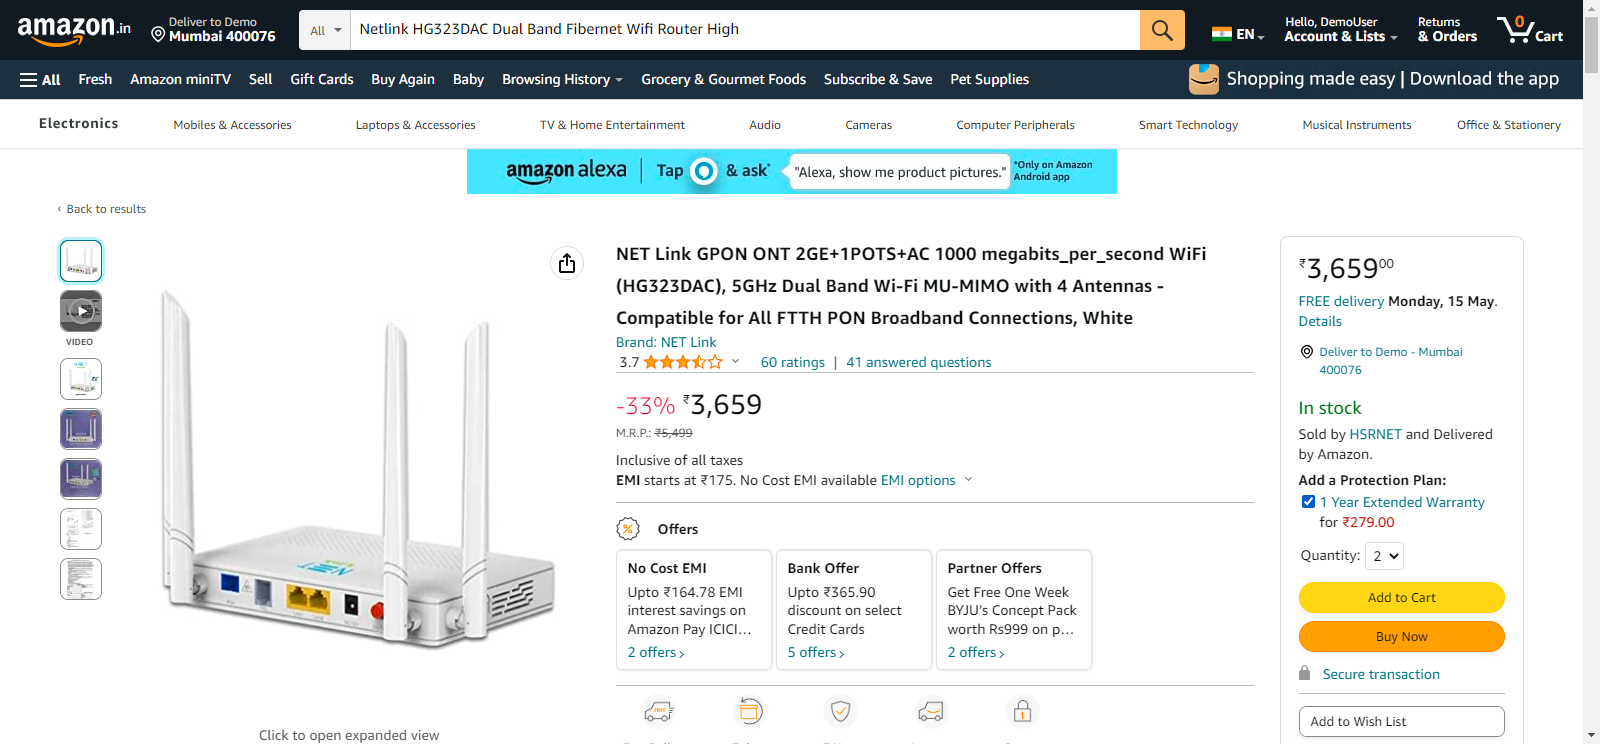 amazon.in
Deliver to Demo
Mumbai 400076
All
Netlink HG323DAC Dual Band Fibernet Wifi Router High
EN
Hello, DemoUser
Account & Lists
Returns
& Orders
0
Cart
All
Fresh
Amazon miniTV
Sell
Gift Cards
Buy Again
Baby
Browsing History
Grocery & Gourmet Foods
Subscribe & Save
Pet Supplies
Shopping made easy | Download the app
Electronics
Mobiles & Accessories
Laptops & Accessories
TV & Home Entertainment
Audio
Cameras
Computer Peripherals
Smart Technology
Musical Instruments
Office & Stationery
amazon alexa
Tap & ask*
"Alexa, show me product pictures."
*Only on Amazon
Android app
‹ Back to results
VIDEO
Click to open expanded view
NET Link GPON ONT 2GE+1POTS+AC 1000 megabits_per_second WiFi
(HG323DAC), 5GHz Dual Band Wi-Fi MU-MIMO with 4 Antennas -
Compatible for All FTTH PON Broadband Connections, White
Brand: NET Link
3.7
60 ratings | 41 answered questions
-33% ₹3,659
M.R.P.: ₹5,499
Inclusive of all taxes
EMI starts at ₹175. No Cost EMI available EMI options
Offers
No Cost EMI
Upto ₹164.78 EMI
interest savings on
Amazon Pay ICICI…
2 offers ›
Bank Offer
Upto ₹365.90
discount on select
Credit Cards
5 offers ›
Partner Offers
Get Free One Week
BYJU's Concept Pack
worth Rs999 on p…
2 offers ›
₹3,659 00
FREE delivery Monday, 15 May.
Details
Deliver to Demo - Mumbai
400076
In stock
Sold by HSRNET and Delivered
by Amazon.
Add a Protection Plan:
1 Year Extended Warranty
for ₹279.00
Quantity: 2
Add to Cart
Buy Now
Secure transaction
Add to Wish List